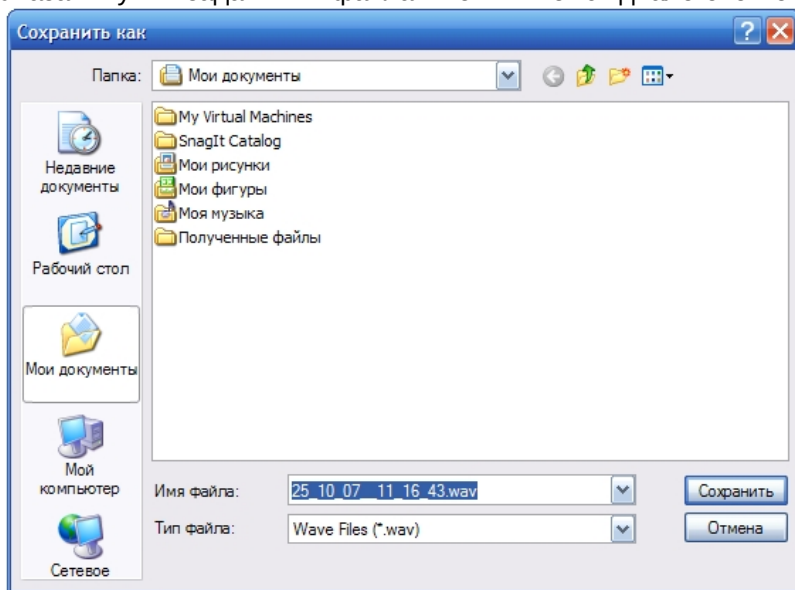 Сохранить как
Папка:
Мои документы
My Virtual Machines
SnagIt Catalog
Мои рисунки
Мои фигуры
Моя музыка
Полученные файлы
Недавние
документы
Рабочий стол
Мои документы
Мой
компьютер
Сетевое
Имя файла:
25_10_07__11_16_43.wav
Сохранить
Тип файла:
Wave Files (*.wav)
Отмена